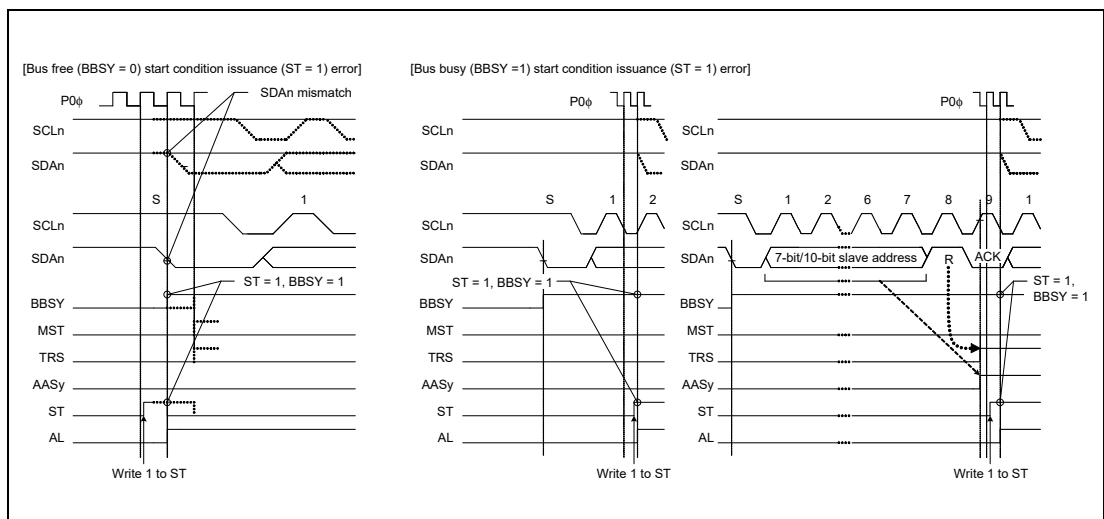 [Bus free (BBSY = 0) start condition issuance (ST = 1) error]
P0ϕ
SDAn mismatch
SCLn
SDAn
S 1
SCLn
SDAn
ST = 1, BBSY = 1
BBSY
MST
TRS
AASy
ST
AL
Write 1 to ST
[Bus busy (BBSY =1) start condition issuance (ST = 1) error]
P0ϕ
SCLn
SDAn
S 1 2
SCLn
SDAn
ST = 1, BBSY = 1
BBSY
MST
TRS
AASy
ST
AL
Write 1 to ST
P0ϕ
SCLn
SDAn
S 1 2 6 7 8 9 1
SCLn
SDAn
7-bit/10-bit slave address
R
ACK
ST = 1,
BBSY = 1
BBSY
MST
TRS
AASy
ST
AL
Write 1 to ST